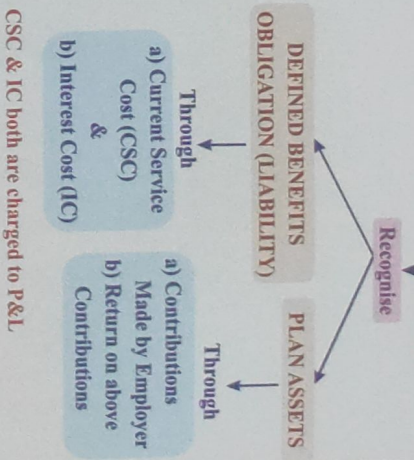 Recognise
DEFINED BENEFITS
OBLIGATION (LIABILITY)
Through
a) Current Service
Cost (CSC)
&
b) Interest Cost (IC)
PLAN ASSETS
Through
a) Contributions
Made by Employer
b) Return on above
Contributions
CSC & IC both are charged to P&L